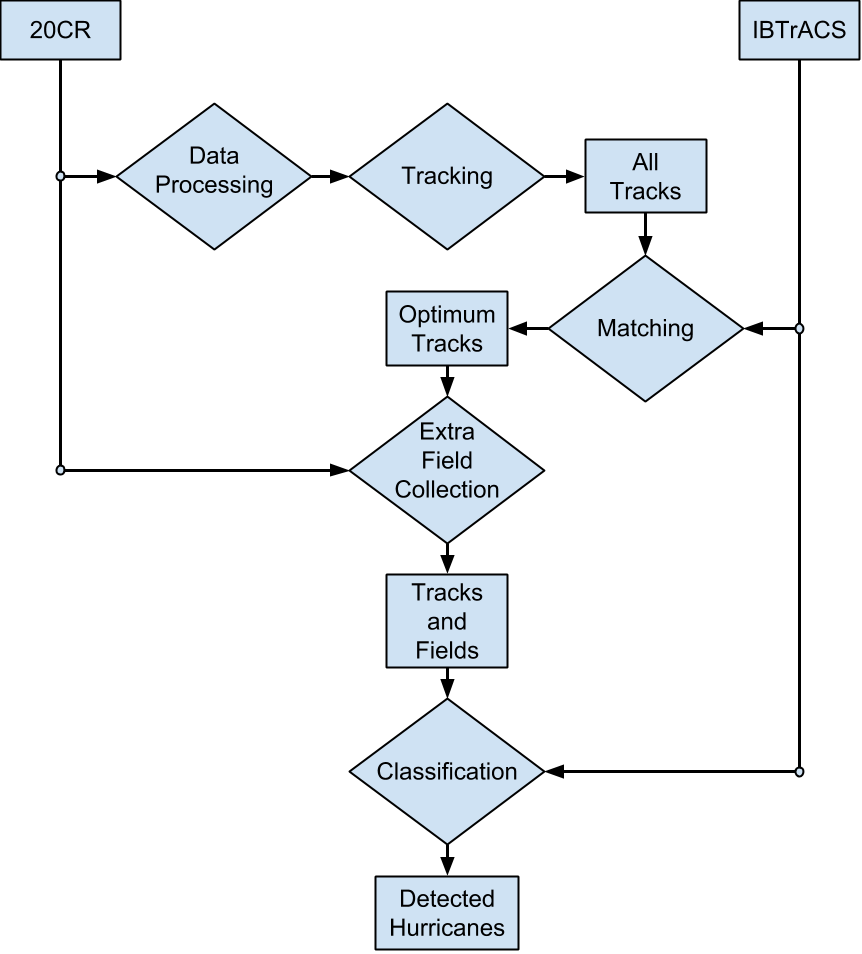 20CR
IBTrACS
Data
Processing
Tracking
All
Tracks
Matching
Optimum
Tracks
Extra
Field
Collection
Tracks
and
Fields
Classification
Detected
Hurricanes